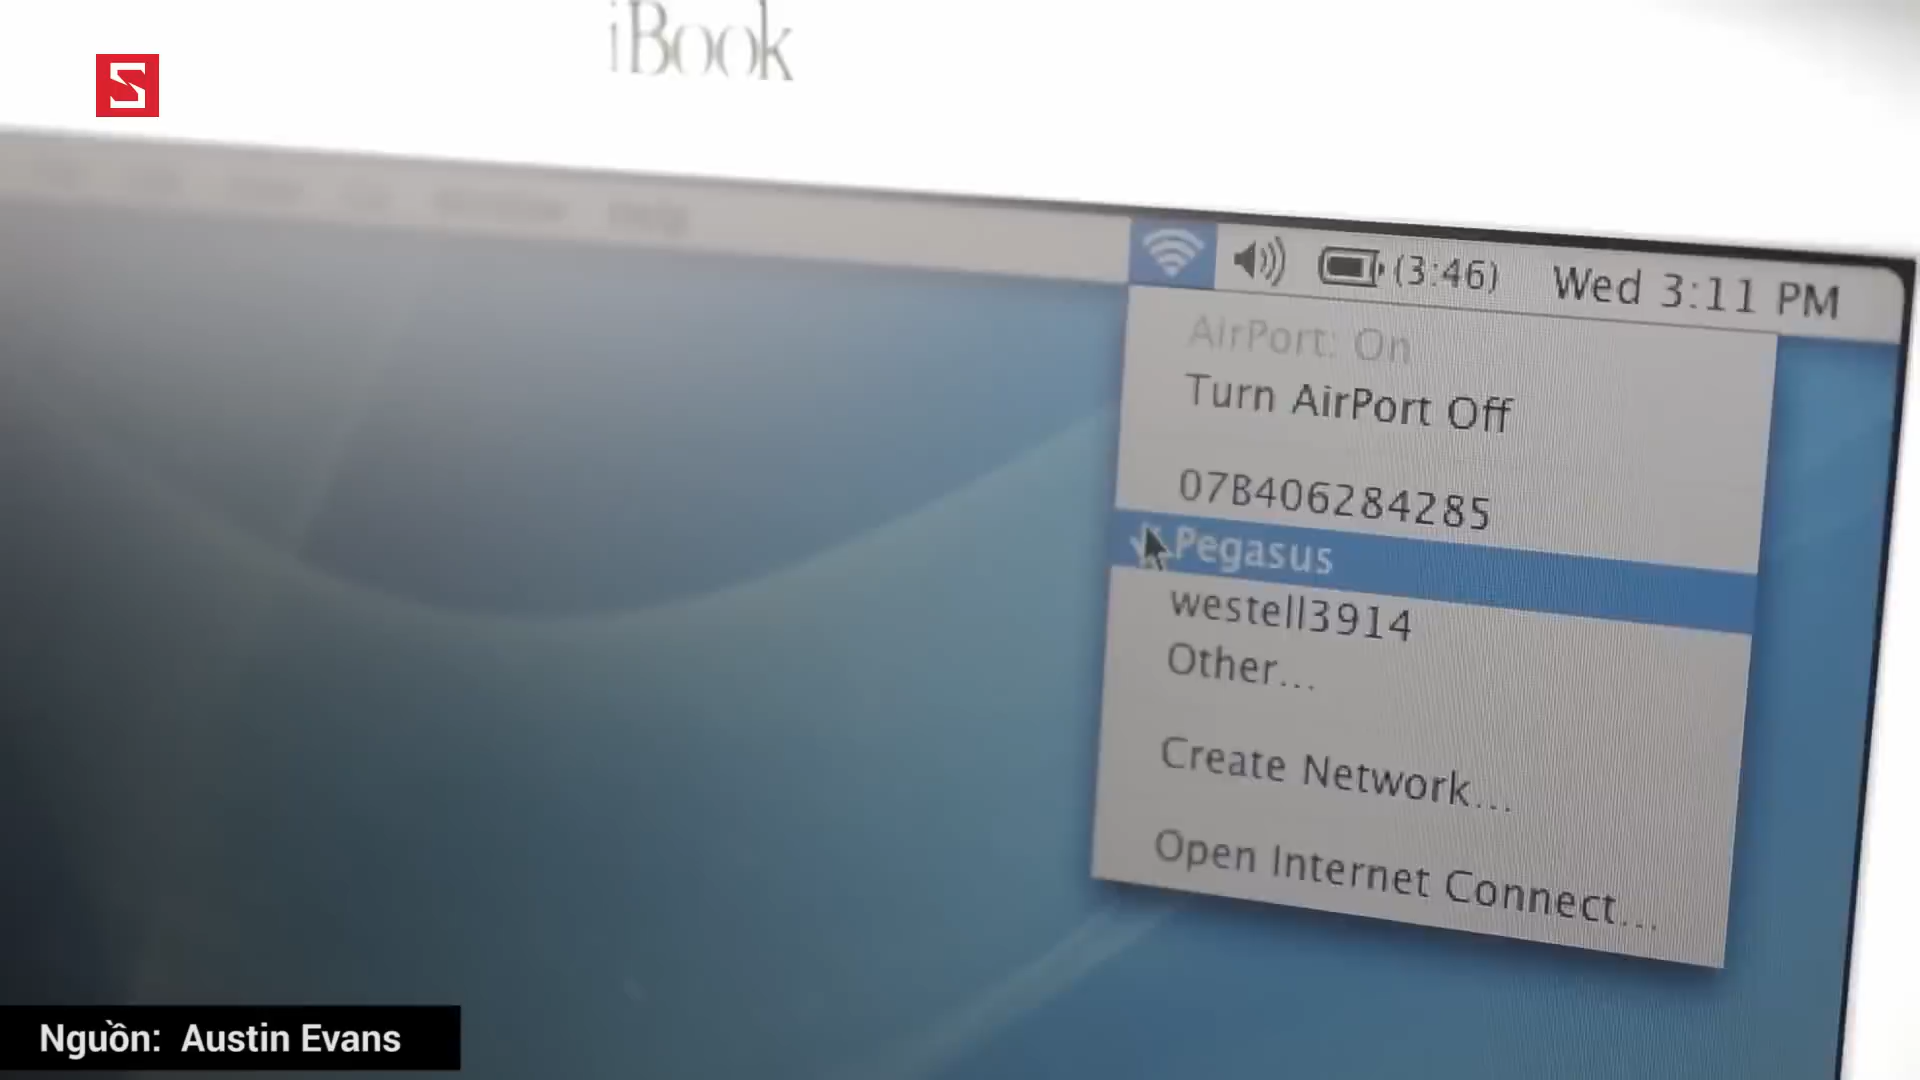 iBook
S
Help
(3:46) Wed 3:11 PM
AirPort: On
Turn AirPort Off
07B406284285
Pegasus
westell3914
Other...
Create Network...
Open Internet Connect...
Nguồn: Austin Evans